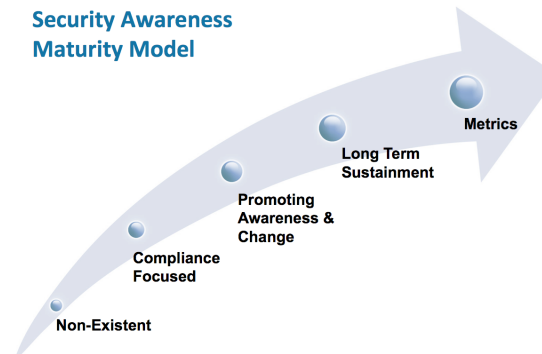 Security Awareness
Maturity Model
Metrics
Long Term
Sustainment
Promoting
Awareness &
Change
Compliance
Focused
Non-Existent